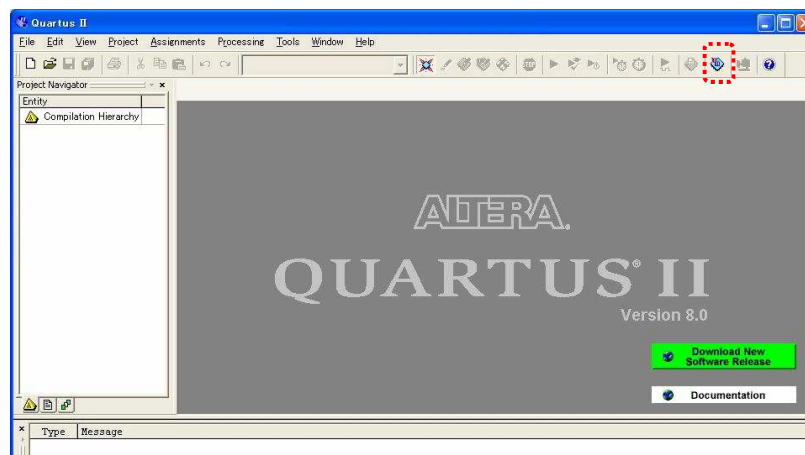 Quartus II
File Edit View Project Assignments Processing Tools Window Help
Project Navigator
Entity
Compilation Hierarchy
ALTERA.
QUARTUS® II
Version 8.0
Download New
Software Release
Documentation
Type Message